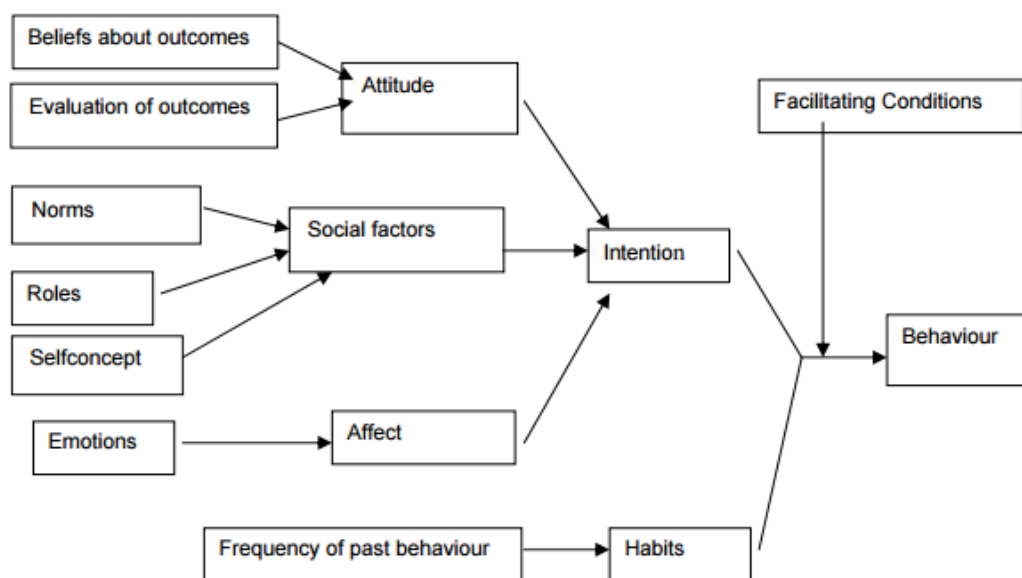 Beliefs about outcomes
Attitude
Evaluation of outcomes
Facilitating Conditions
Norms
Social factors
Intention
Roles
Selfconcept
Behaviour
Emotions
Affect
Frequency of past behaviour
Habits